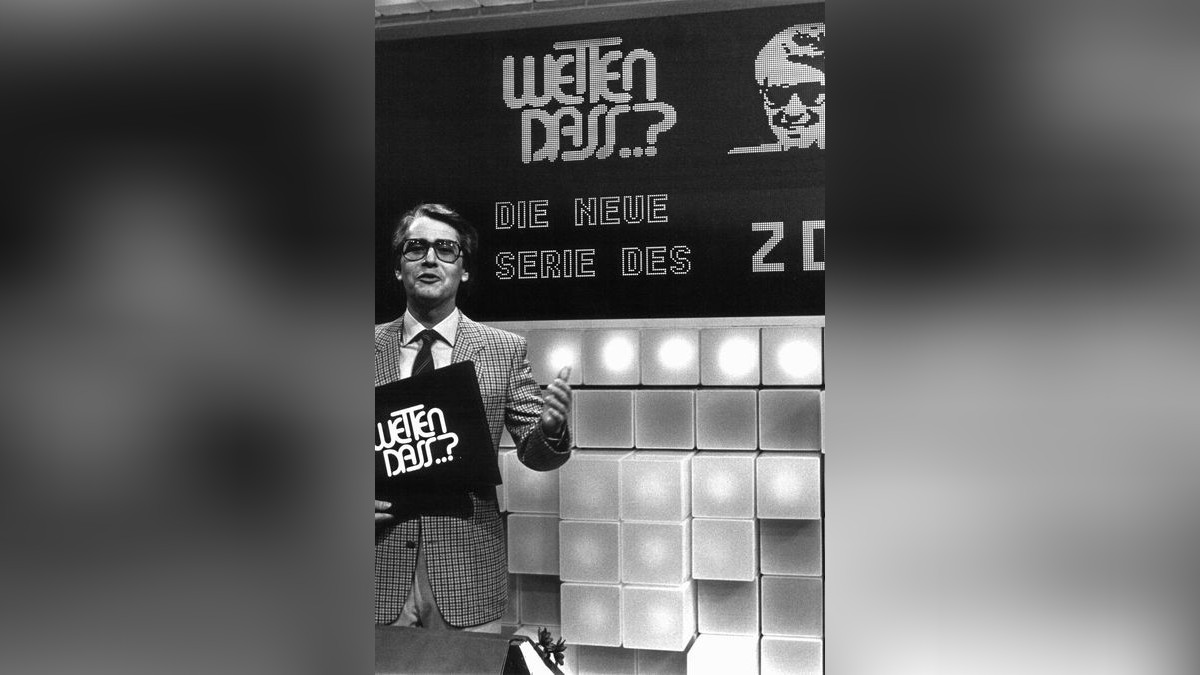 WETTEN
DASS..?
DIE NEUE
SERIE DES
ZD
WETTEN
DASS..?